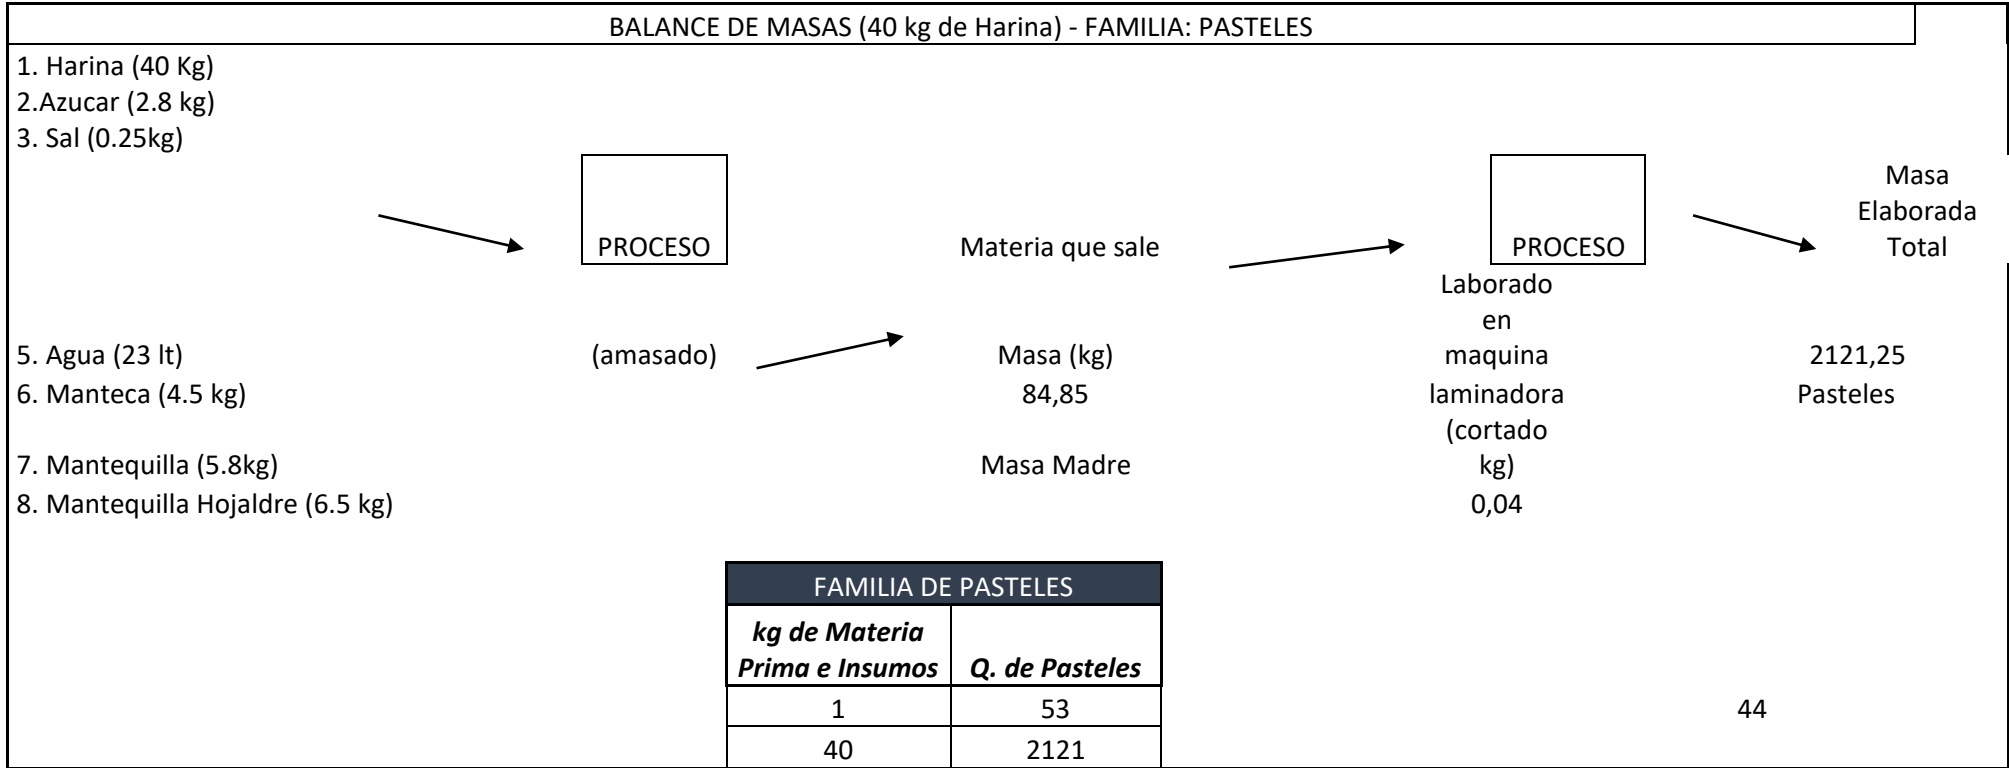 BALANCE DE MASAS (40 kg de Harina) - FAMILIA: PASTELES
1. Harina (40 Kg)
2.Azucar (2.8 kg)
3. Sal (0.25kg)
PROCESO
Materia que sale
PROCESO
Masa
Elaborada
Total
5. Agua (23 lt)
(amasado)
Masa (kg)
Laborado
en
maquina
2121,25
6. Manteca (4.5 kg)
84,85
laminadora
Pasteles
7. Mantequilla (5.8kg)
Masa Madre
(cortado
kg)
8. Mantequilla Hojaldre (6.5 kg)
0,04
FAMILIA DE PASTELES
kg de Materia
Prima e Insumos
Q. de Pasteles
1
53
44
40
2121